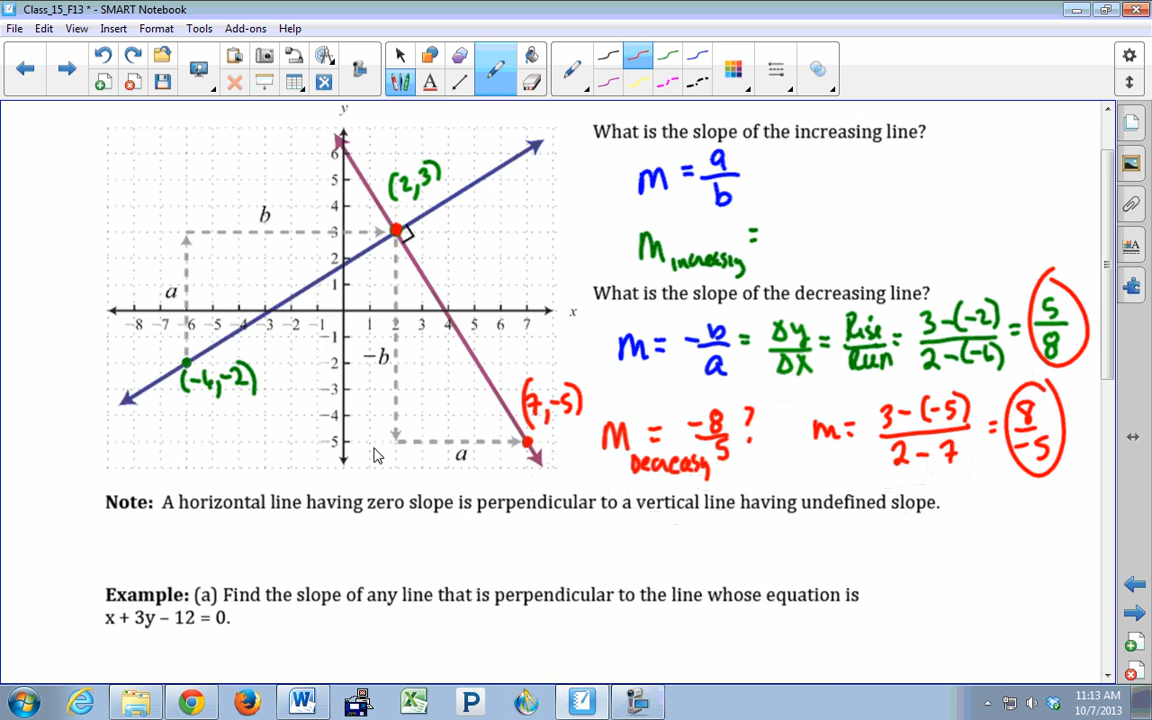 Class_15_F13 * - SMART Notebook
File Edit View Insert Format Tools Add-ons Help
y
6
5
4
3
2
1
(2,3)
b
a
x
-8 -7 -6 -5 -4 -3 -2 -1 1 2 3 4 5 6 7
-1
-2
-3
-4
-5
-b
a
(-6,-2)
(7,-5)
What is the slope of the increasing line?
m = a/b
m increasing =
What is the slope of the decreasing line?
m = -b/a = Δy/Δx = Rise/Run = 3-(-2)/2-(-6) = 5/8
m Decreasing = -8/5 ? m = 3-(-5)/2-7 = 8/-5
Note: A horizontal line having zero slope is perpendicular to a vertical line having undefined slope.
Example: (a) Find the slope of any line that is perpendicular to the line whose equation is
x + 3y – 12 = 0.
11:13 AM
10/7/2013